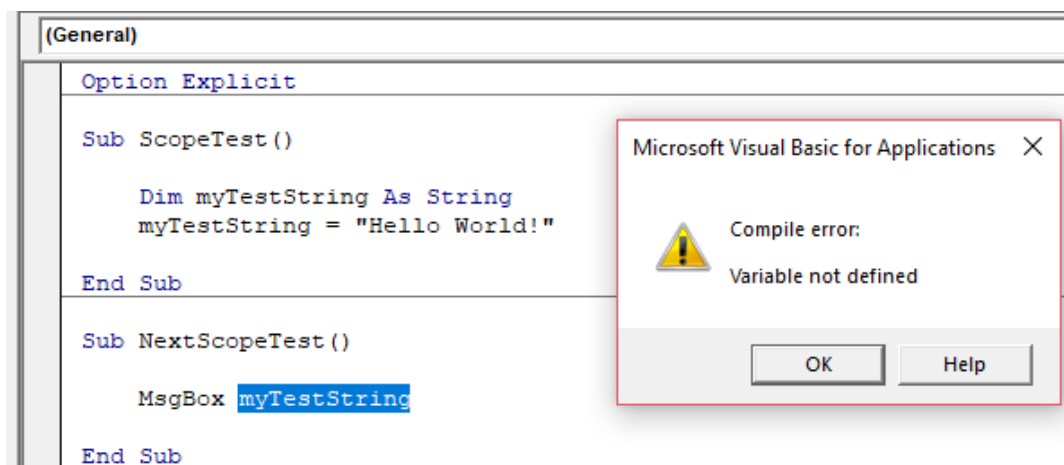 (General)
Option Explicit
Sub ScopeTest()
Dim myTestString As String
myTestString = "Hello World!"
End Sub
Sub NextScopeTest()
MsgBox myTestString
End Sub
Microsoft Visual Basic for Applications
Compile error:
Variable not defined
OK Help